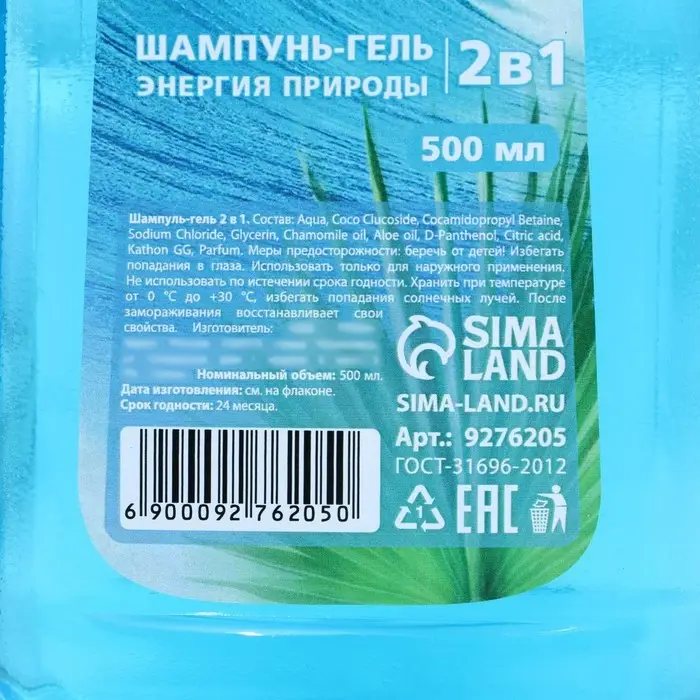 ШАМПУНЬ-ГЕЛЬ
ЭНЕРГИЯ ПРИРОДЫ
2в1
500 мл
Шампуль-гель 2 в 1. Состав: Aqua, Coco Clucoside, Cocamidopropyl Betaine,
Sodium Chloride, Glycerin, Chamomile oil, Aloe oil, D-Panthenol, Citric acid,
Kathon GG, Parfum. Меры предосторожности: беречь от детей! Избегать
попадания в глаза. Использовать только для наружного применения.
Не использовать по истечении срока годности. Хранить при температуре
от 0 °C до +30 °C, избегать попадания солнечных лучей. После
замораживания восстанавливает свои
свойства. Изготовитель:
Номинальный объем: 500 мл.
Дата изготовления: см. на флаконе.
Срок годности: 24 месяца.
SIMA
LAND
SIMA-LAND.RU
Арт.: 9276205
ГОСТ-31696-2012
6 900092 762050
1
EAC